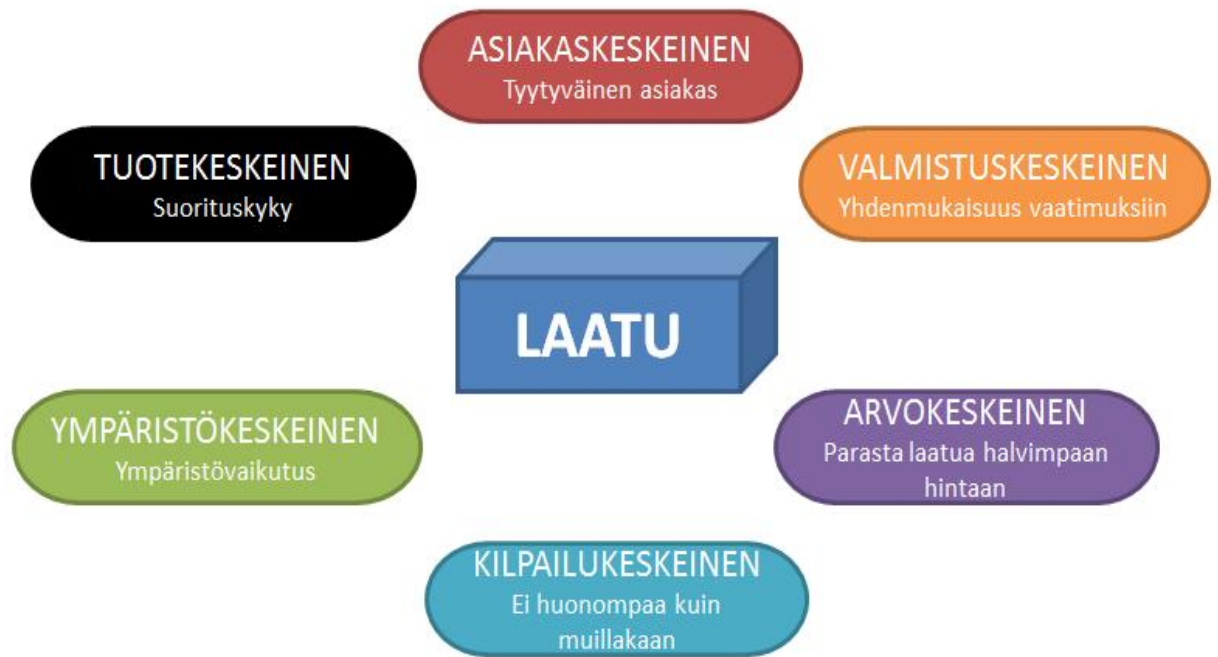 ASIAKASKESKEINEN
Tyytyväinen asiakas
TUOTEKESKEINEN
Suorituskyky
VALMISTUSKESKEINEN
Yhdenmukaisuus vaatimuksiin
LAATU
YMPÄRISTÖKESKEINEN
Ympäristövaikutus
ARVOKESKEINEN
Parasta laatua halvimpaan
hintaan
KILPAILUKESKEINEN
Ei huonompaa kuin
muillakaan